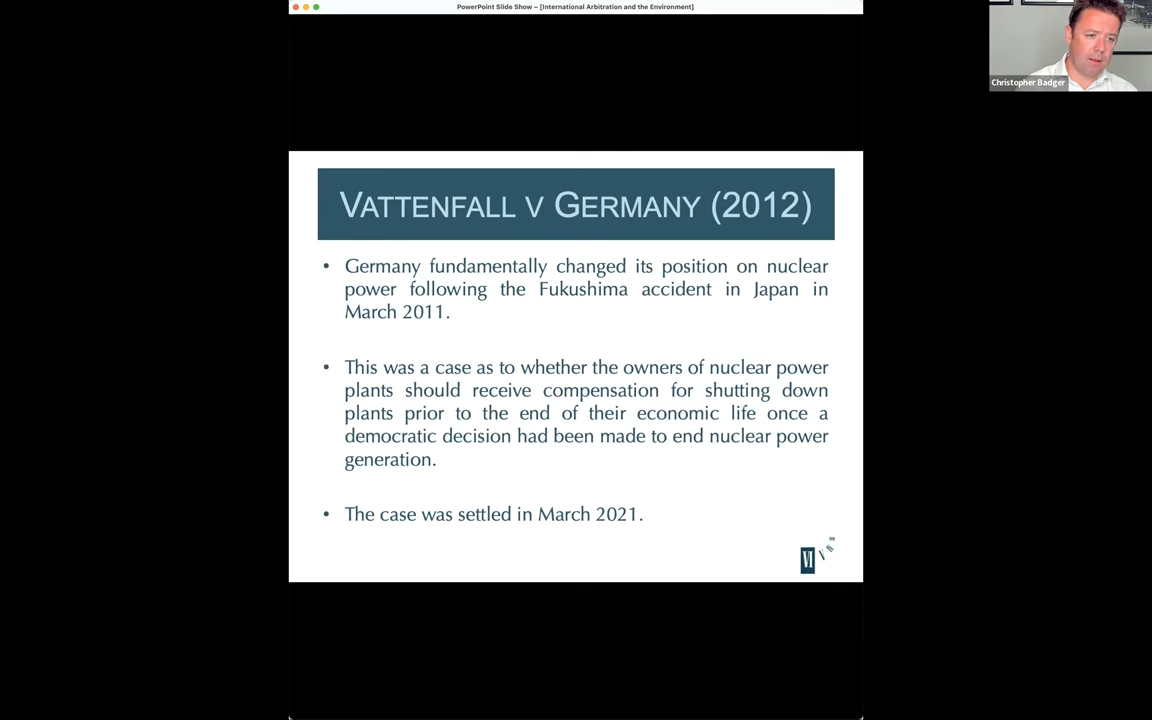 PowerPoint Slide Show – [International Arbitration and the Environment]
Christopher Badger
VATTENFALL V GERMANY (2012)
• Germany fundamentally changed its position on nuclear
power following the Fukushima accident in Japan in
March 2011.
• This was a case as to whether the owners of nuclear power
plants should receive compensation for shutting down
plants prior to the end of their economic life once a
democratic decision had been made to end nuclear power
generation.
• The case was settled in March 2021.
VI